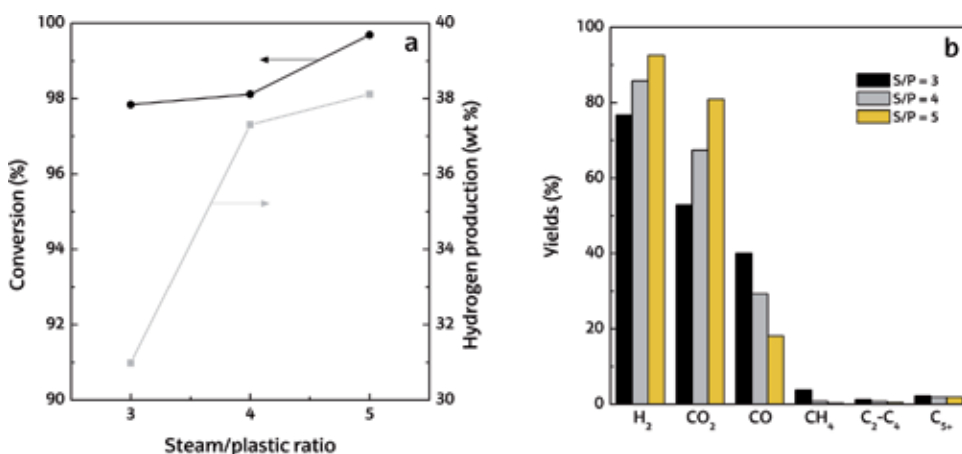 a
Conversion (%)
100
98
96
94
92
91
90
Hydrogen production (wt %)
40
38
36
34
32
31
30
3
4
5
Steam/plastic ratio
b
Yields (%)
100
80
60
40
20
0
S/P = 3
S/P = 4
S/P = 5
H₂
CO₂
CO
CH₄
C₂-C₄
C₅₊